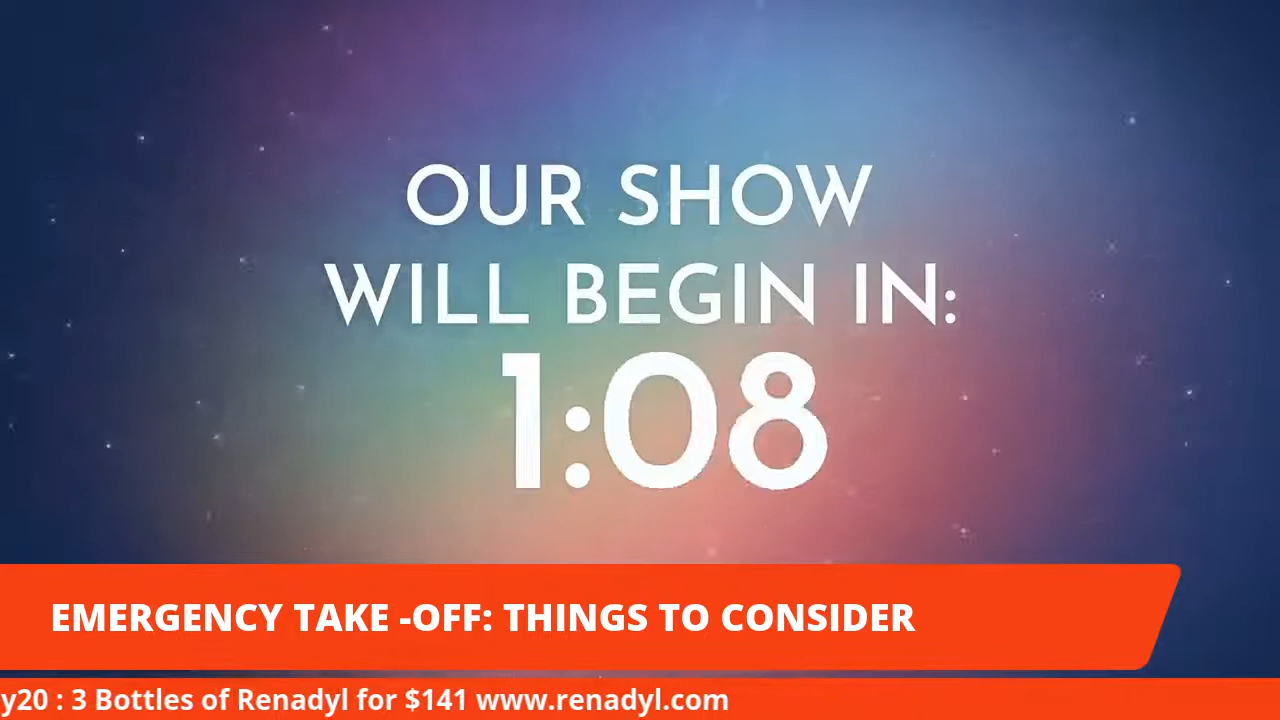 OUR SHOW
WILL BEGIN IN:
1:08
EMERGENCY TAKE -OFF: THINGS TO CONSIDER
y20 : 3 Bottles of Renadyl for $141 www.renadyl.com